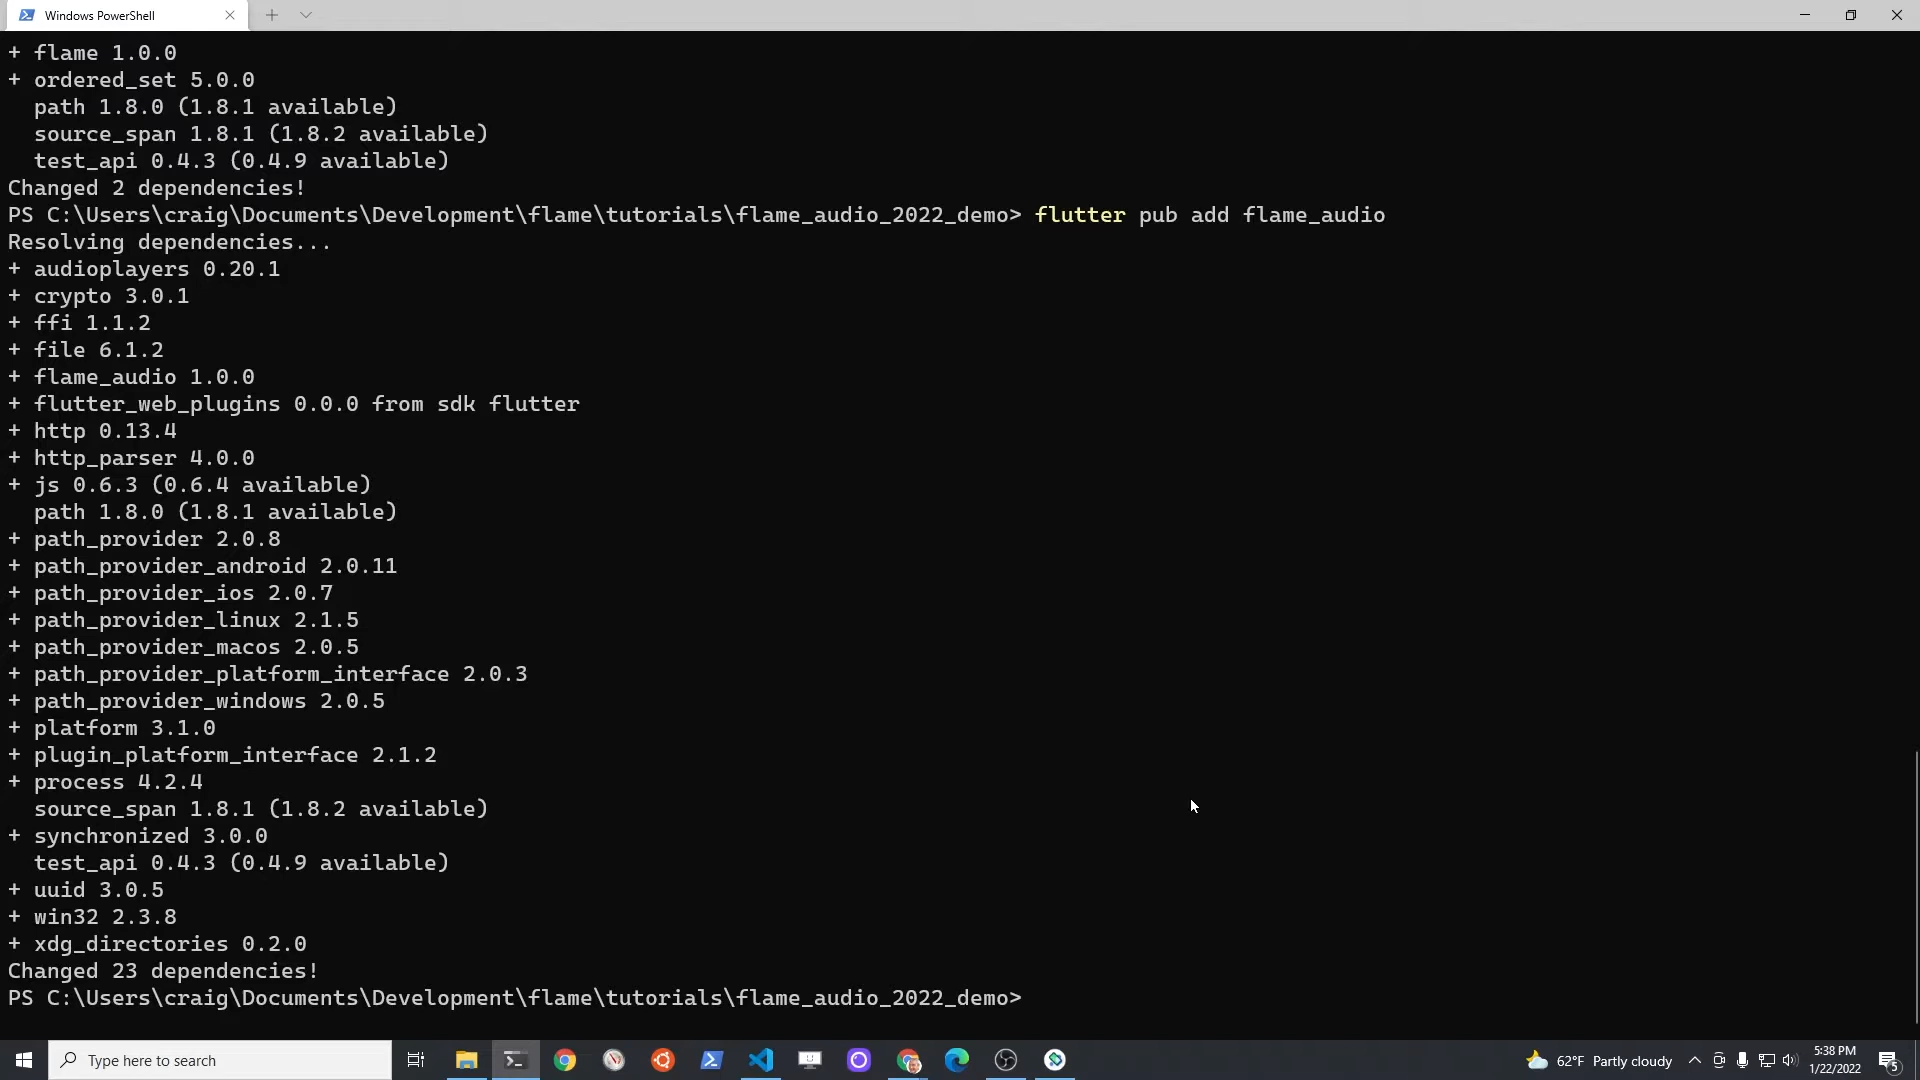 Windows PowerShell
+ flame 1.0.0
+ ordered_set 5.0.0
  path 1.8.0 (1.8.1 available)
  source_span 1.8.1 (1.8.2 available)
  test_api 0.4.3 (0.4.9 available)
Changed 2 dependencies!
PS C:\Users\craig\Documents\Development\flame\tutorials\flame_audio_2022_demo> flutter pub add flame_audio
Resolving dependencies...
+ audioplayers 0.20.1
+ crypto 3.0.1
+ ffi 1.1.2
+ file 6.1.2
+ flame_audio 1.0.0
+ flutter_web_plugins 0.0.0 from sdk flutter
+ http 0.13.4
+ http_parser 4.0.0
+ js 0.6.3 (0.6.4 available)
  path 1.8.0 (1.8.1 available)
+ path_provider 2.0.8
+ path_provider_android 2.0.11
+ path_provider_ios 2.0.7
+ path_provider_linux 2.1.5
+ path_provider_macos 2.0.5
+ path_provider_platform_interface 2.0.3
+ path_provider_windows 2.0.5
+ platform 3.1.0
+ plugin_platform_interface 2.1.2
+ process 4.2.4
  source_span 1.8.1 (1.8.2 available)
+ synchronized 3.0.0
  test_api 0.4.3 (0.4.9 available)
+ uuid 3.0.5
+ win32 2.3.8
+ xdg_directories 0.2.0
Changed 23 dependencies!
PS C:\Users\craig\Documents\Development\flame\tutorials\flame_audio_2022_demo>
Type here to search
62°F Partly cloudy
5:38 PM
1/22/2022
5